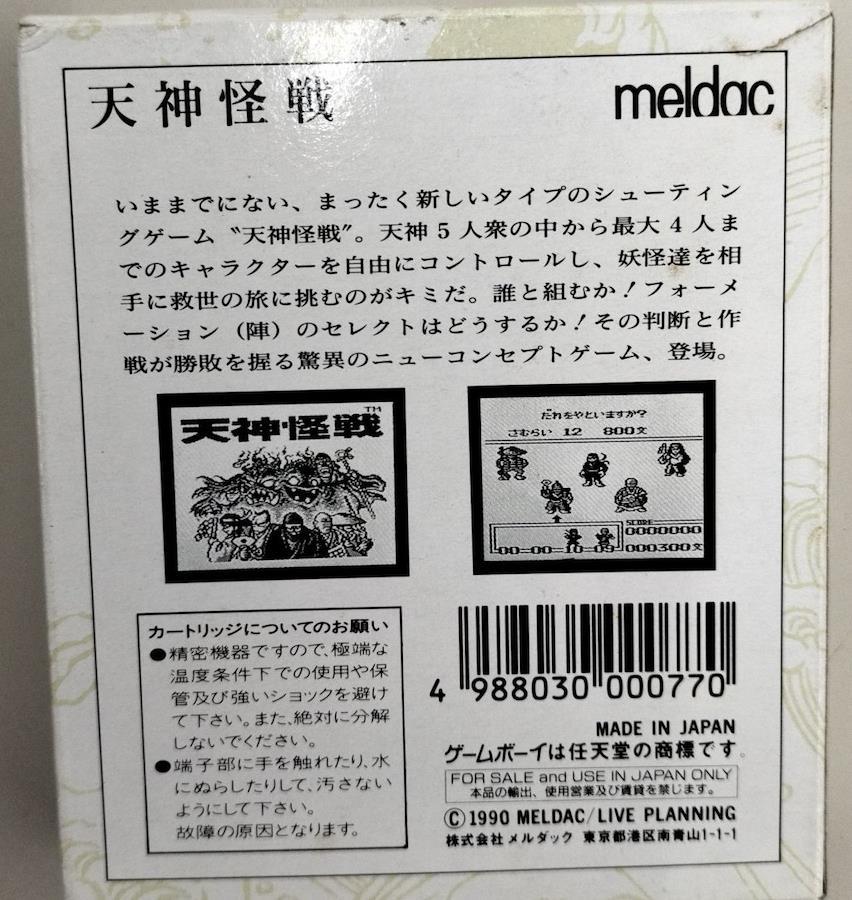 天神怪戦
meldac
いままでにない、まったく新しいタイプのシューティン
グゲーム〝天神怪戦〟。天神5人衆の中から最大4人ま
でのキャラクターを自由にコントロールし、妖怪達を相
手に救世の旅に挑むのがキミだ。誰と組むか！フォーメ
ーション（陣）のセレクトはどうするか！その判断と作
戦が勝敗を握る驚異のニューコンセプトゲーム、登場。
天神怪戦™
だれをやといますか?
さむらい 12 800文
SCORE
0000000
00-00-10-09
000300文
カートリッジについてのお願い
●精密機器ですので、極端な
温度条件下での使用や保
管及び強いショックを避け
て下さい。また、絶対に分解
しないでください。
●端子部に手を触れたり、水
にぬらしたりして、汚さない
ようにして下さい。
故障の原因となります。
4 988030 000770
MADE IN JAPAN
ゲームボーイは任天堂の商標です。
FOR SALE and USE IN JAPAN ONLY
本品の輸出、使用営業及び賃貸を禁じます。
©1990 MELDAC/LIVE PLANNING
株式会社 メルダック 東京都港区南青山1-1-1